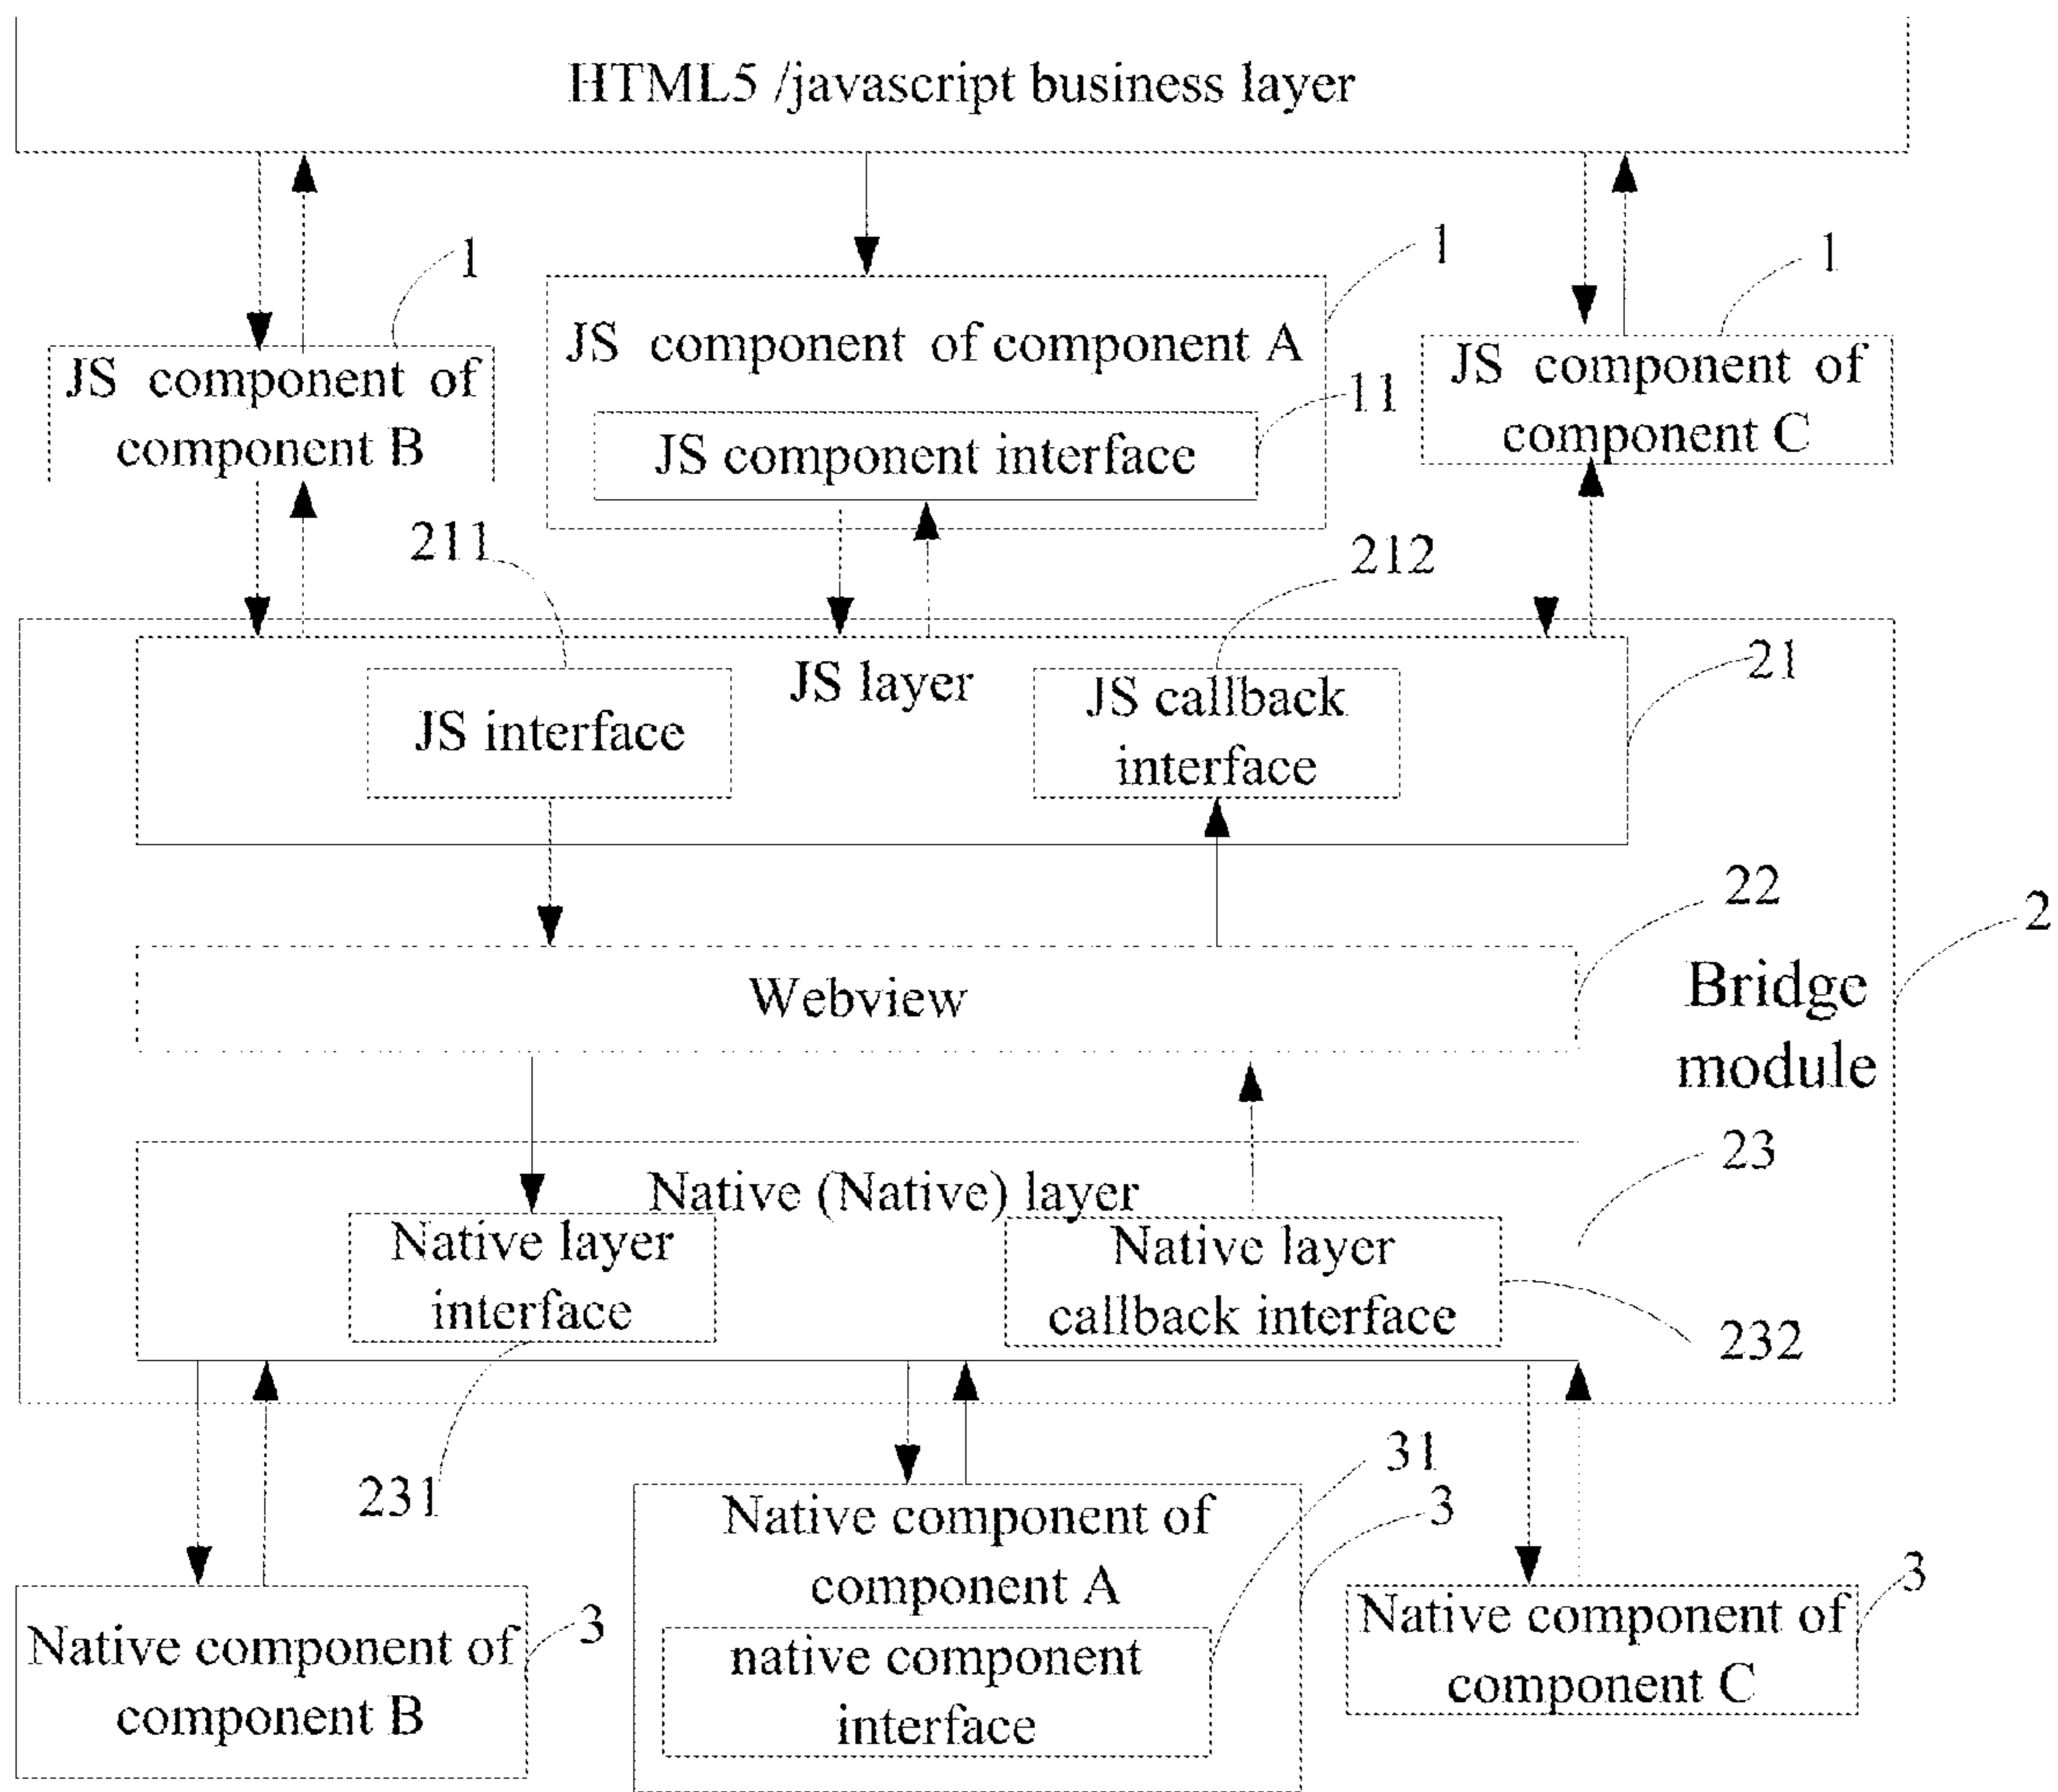 HTML5 /javascript business layer
1
1
1
JS component of
component B
JS component of component A
11
JS component interface
JS component of
component C
211
212
JS layer
21
JS interface
JS callback
interface
22
2
Webview
Bridge
module
23
Native (Native) layer
Native layer
interface
Native layer
callback interface
232
231
31
3
Native component of
component A
native component
interface
3
Native component of
component B
3
Native component of
component C